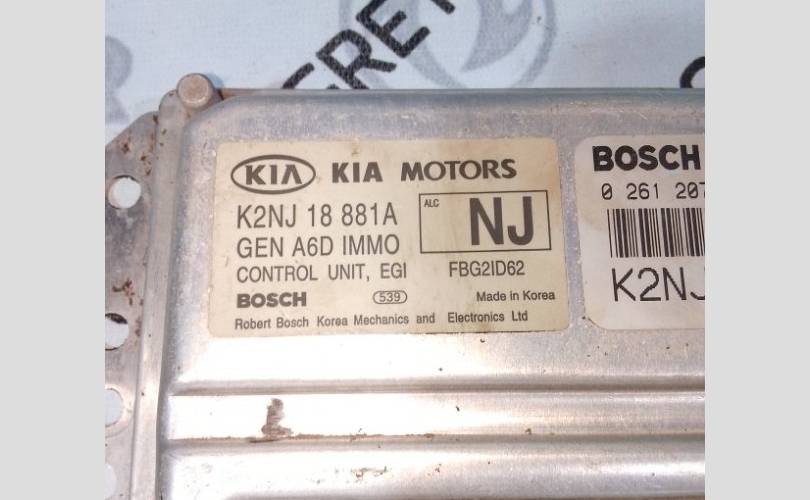 KIA KIA MOTORS
K2NJ 18 881A
GEN A6D IMMO
CONTROL UNIT, EGI
ALC
NJ
FBG2ID62
BOSCH
539
Made in Korea
Robert Bosch Korea Mechanics and Electronics Ltd
BOSCH
0 261 207
K2NJ